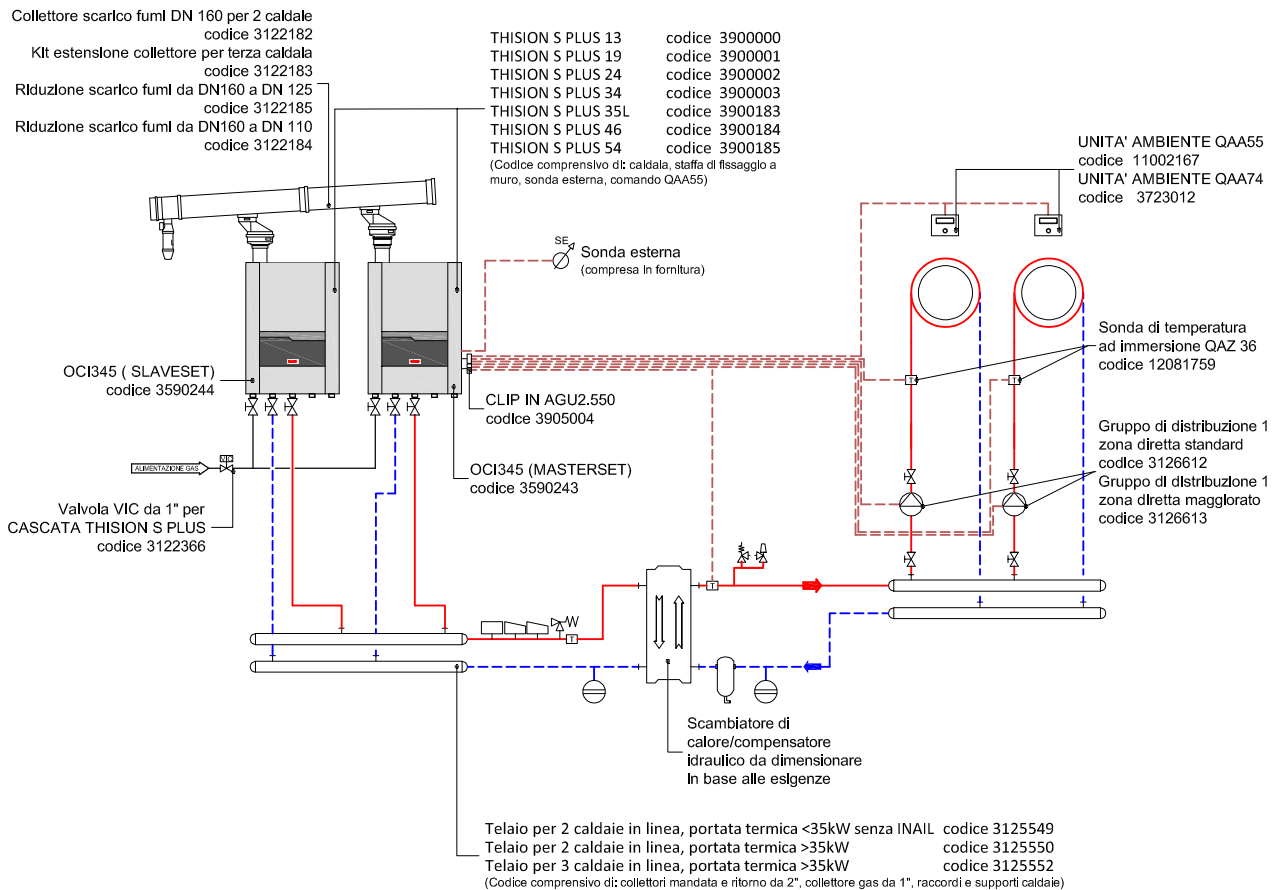 Collettore scarico fumi DN 160 per 2 caldaie
codice 3122182
Kit estensione collettore per terza caldaia
codice 3122183
Riduzione scarico fumi da DN160 a DN 125
codice 3122185
Riduzione scarico fumi da DN160 a DN 110
codice 3122184
THISION S PLUS 13 codice 3900000
THISION S PLUS 19 codice 3900001
THISION S PLUS 24 codice 3900002
THISION S PLUS 34 codice 3900003
THISION S PLUS 35L codice 3900183
THISION S PLUS 46 codice 3900184
THISION S PLUS 54 codice 3900185
(Codice comprensivo di: caldaia, staffa di fissaggio a
muro, sonda esterna, comando QAA55)
UNITA' AMBIENTE QAA55
codice 11002167
UNITA' AMBIENTE QAA74
codice 3723012
SE
Sonda esterna
(compresa in fornitura)
Sonda di temperatura
ad immersione QAZ 36
codice 12081759
T
T
OCI345 ( SLAVESET)
codice 3590244
CLIP IN AGU2.550
codice 3905004
Gruppo di distribuzione 1
zona diretta standard
codice 3126612
Gruppo di distribuzione 1
zona diretta maggiorato
codice 3126613
OCI345 (MASTERSET)
codice 3590243
VIC
ALIMENTAZIONE GAS
Valvola VIC da 1" per
CASCATA THISION S PLUS
codice 3122366
T
T
Scambiatore di
calore/compensatore
idraulico da dimensionare
in base alle esigenze
Telaio per 2 caldaie in linea, portata termica <35kW senza INAIL codice 3125549
Telaio per 2 caldaie in linea, portata termica >35kW codice 3125550
Telaio per 3 caldaie in linea, portata termica >35kW codice 3125552
(Codice comprensivo di: collettori mandata e ritorno da 2", collettore gas da 1", raccordi e supporti caldaie)